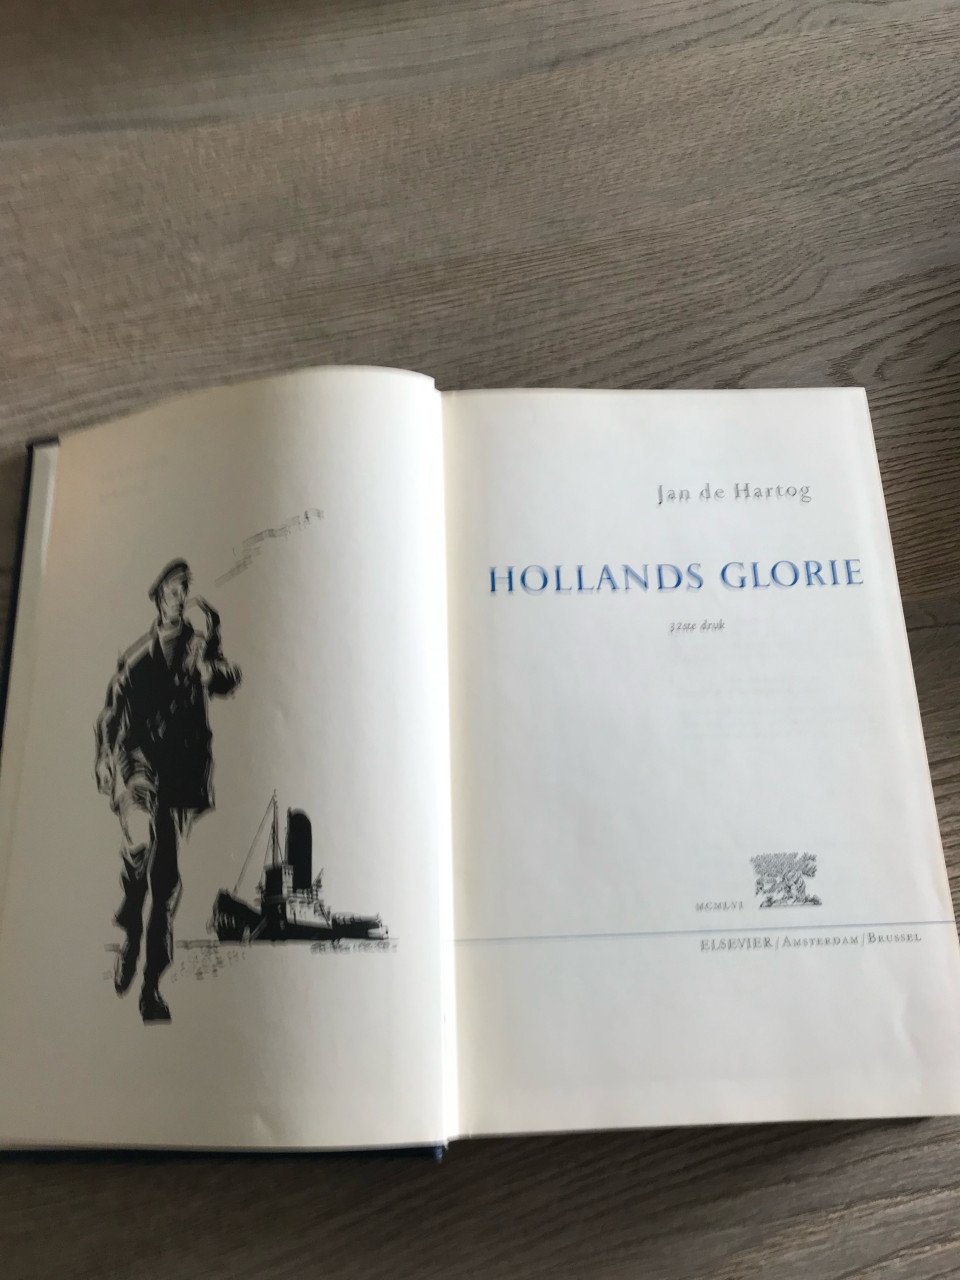 Jan de Hartog
HOLLANDS GLORIE
32ste druk
MCMLVI
ELSEVIER/AMSTERDAM/BRUSSEL